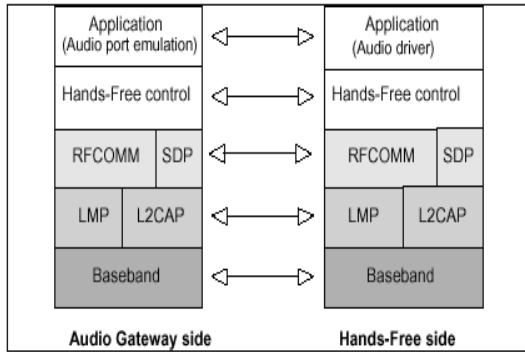 Application
(Audio port emulation)
Application
(Audio driver)
Hands-Free control
Hands-Free control
RFCOMM
SDP
RFCOMM
SDP
LMP
L2CAP
LMP
L2CAP
Baseband
Baseband
Audio Gateway side
Hands-Free side